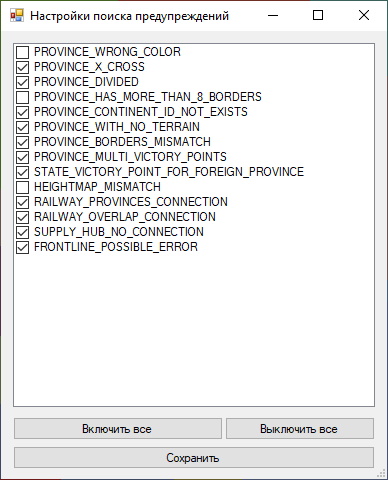 Настройки поиска предупреждений
PROVINCE_WRONG_COLOR
PROVINCE_X_CROSS
PROVINCE_DIVIDED
PROVINCE_HAS_MORE_THAN_8_BORDERS
PROVINCE_CONTINENT_ID_NOT_EXISTS
PROVINCE_WITH_NO_TERRAIN
PROVINCE_BORDERS_MISMATCH
PROVINCE_MULTI_VICTORY_POINTS
STATE_VICTORY_POINT_FOR_FOREIGN_PROVINCE
HEIGHTMAP_MISMATCH
RAILWAY_PROVINCES_CONNECTION
RAILWAY_OVERLAP_CONNECTION
SUPPLY_HUB_NO_CONNECTION
FRONTLINE_POSSIBLE_ERROR
Включить все Выключить все
Сохранить